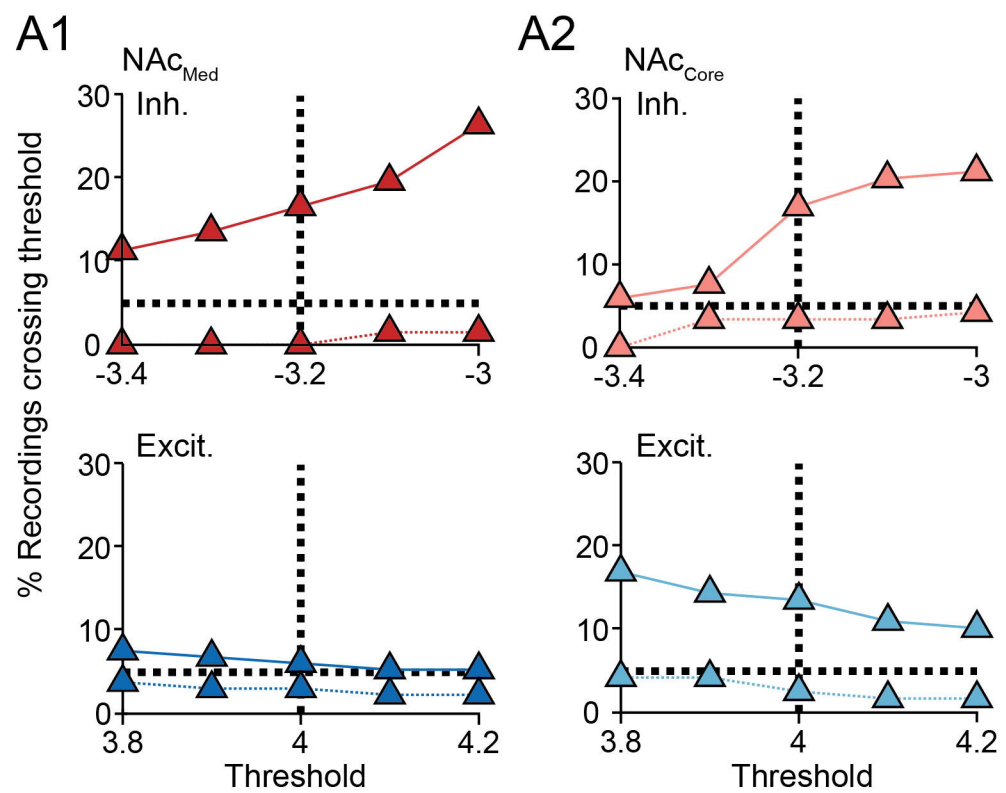 A1
A2
NAcMed
Inh.
NAcCore
Inh.
% Recordings crossing threshold
30
20
10
0
-3.4
-3.2
-3
30
20
10
0
-3.4
-3.2
-3
Excit.
30
20
10
0
3.8
4
4.2
Threshold
Excit.
30
20
10
0
3.8
4
4.2
Threshold